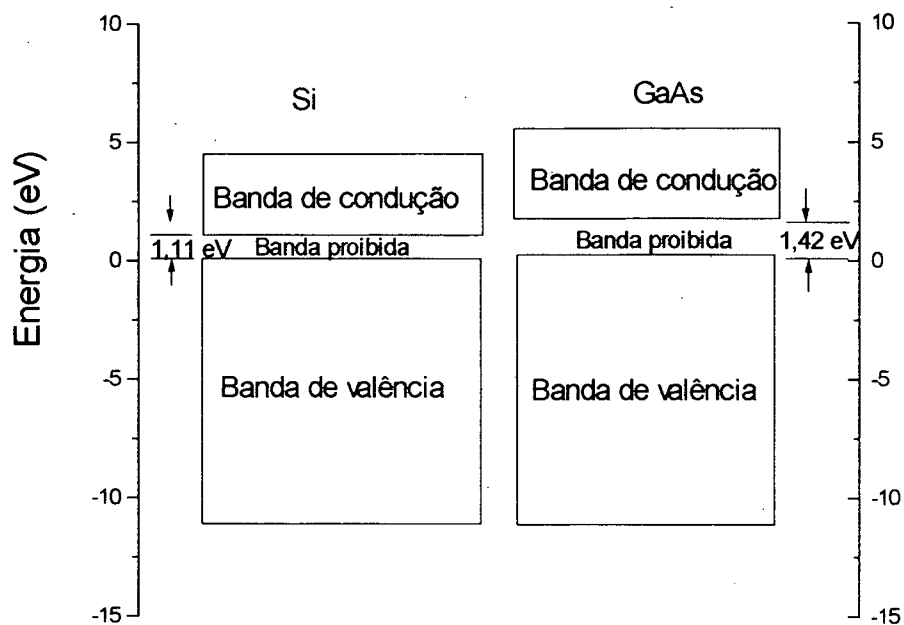 10
10
Si
GaAs
5
5
Banda de condução
Banda de condução
Energia (eV)
1,11 eV
Banda proibida
Banda proibida
1,42 eV
0
0
-5
-5
Banda de valência
Banda de valência
-10
-10
-15
-15